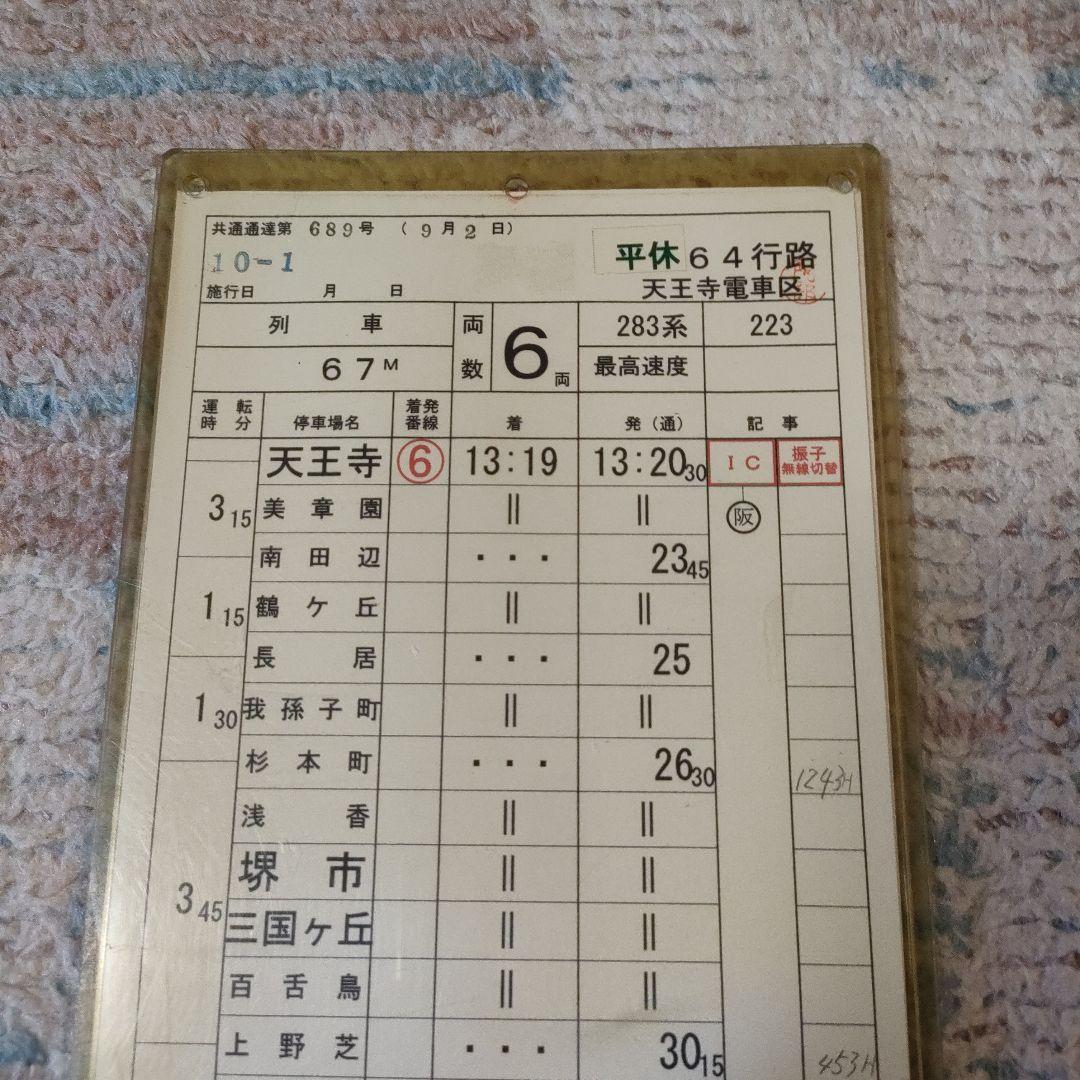 共通通達第 689号 （9月2日）
10-1
平休64行路
施行日 月 日
天王寺電車区
列 車 両 数 6 両 283系 223
67M 最高速度
運転時分 停車場名 着発番線 着 発（通） 記 事
天王寺 ⑥ 13:19 13:20 30 IC 振子 無線切替
3 15 美章園 || || 阪
南田辺 ・・・ 23 45
1 15 鶴ケ丘 || ||
長居 ・・・ 25
1 30 我孫子町 || ||
杉本町 ・・・ 26 30 1243H
浅香 || ||
堺市 || ||
3 45 三国ヶ丘 || ||
百舌鳥 || ||
上野芝 ・・・ 30 15 453H